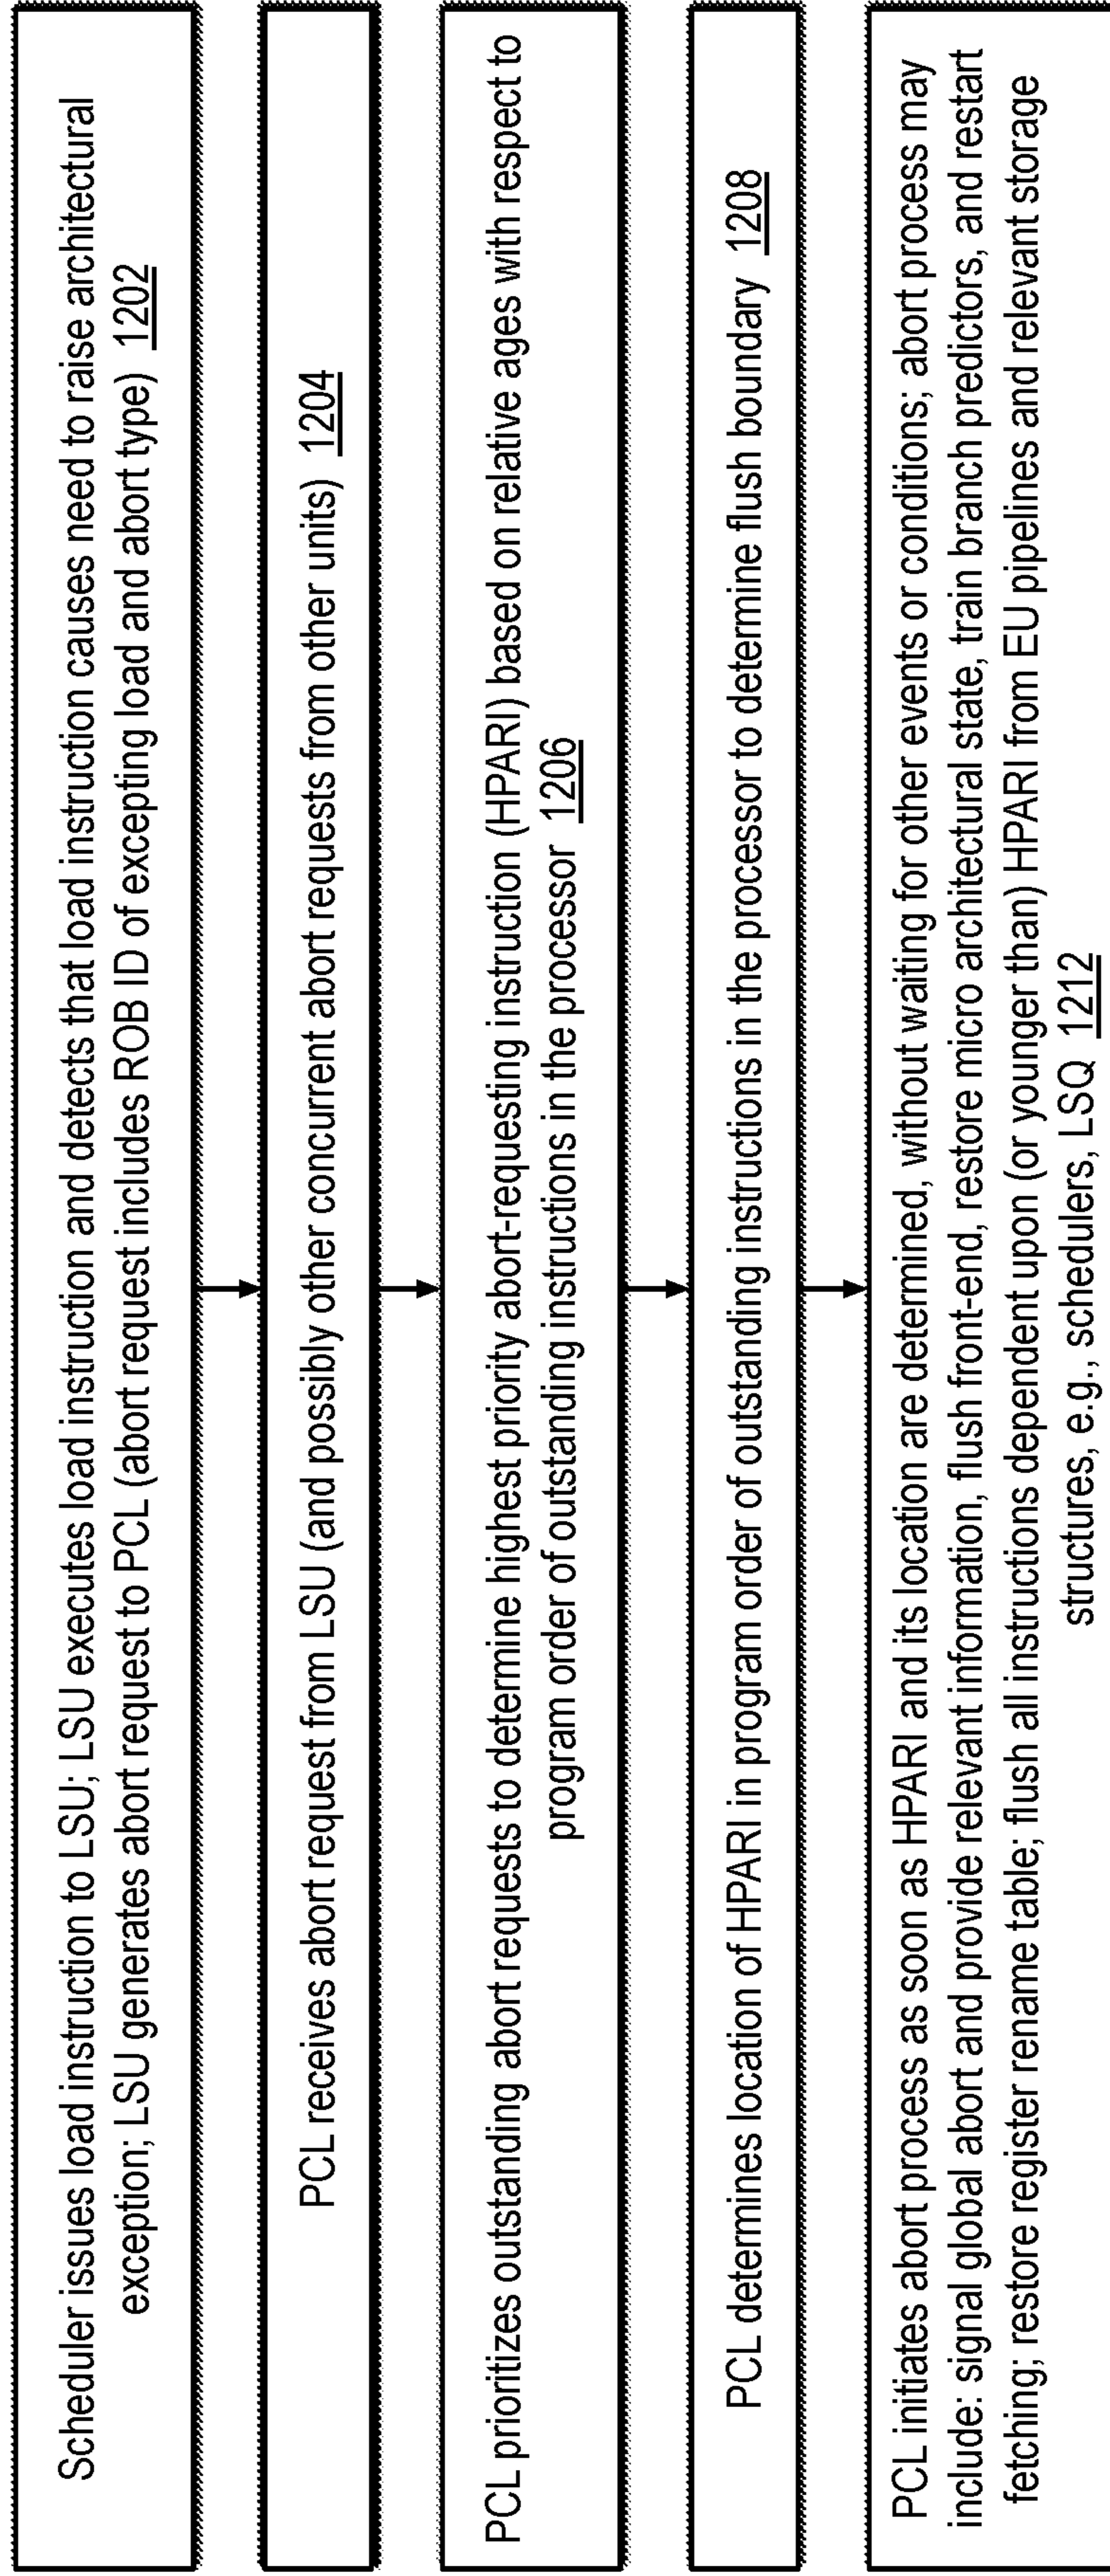 Scheduler issues load instruction to LSU; LSU executes load instruction and detects that load instruction causes need to raise architectural
exception; LSU generates abort request to PCL (abort request includes ROB ID of excepting load and abort type) 1202
PCL receives abort request from LSU (and possibly other concurrent abort requests from other units) 1204
PCL prioritizes outstanding abort requests to determine highest priority abort-requesting instruction (HPARI) based on relative ages with respect to
program order of outstanding instructions in the processor 1206
PCL determines location of HPARI in program order of outstanding instructions in the processor to determine flush boundary 1208
PCL initiates abort process as soon as HPARI and its location are determined, without waiting for other events or conditions; abort process may
include: signal global abort and provide relevant information, flush front-end, restore micro architectural state, train branch predictors, and restart
fetching; restore register rename table; flush all instructions dependent upon (or younger than) HPARI from EU pipelines and relevant storage
structures, e.g., schedulers, LSQ 1212